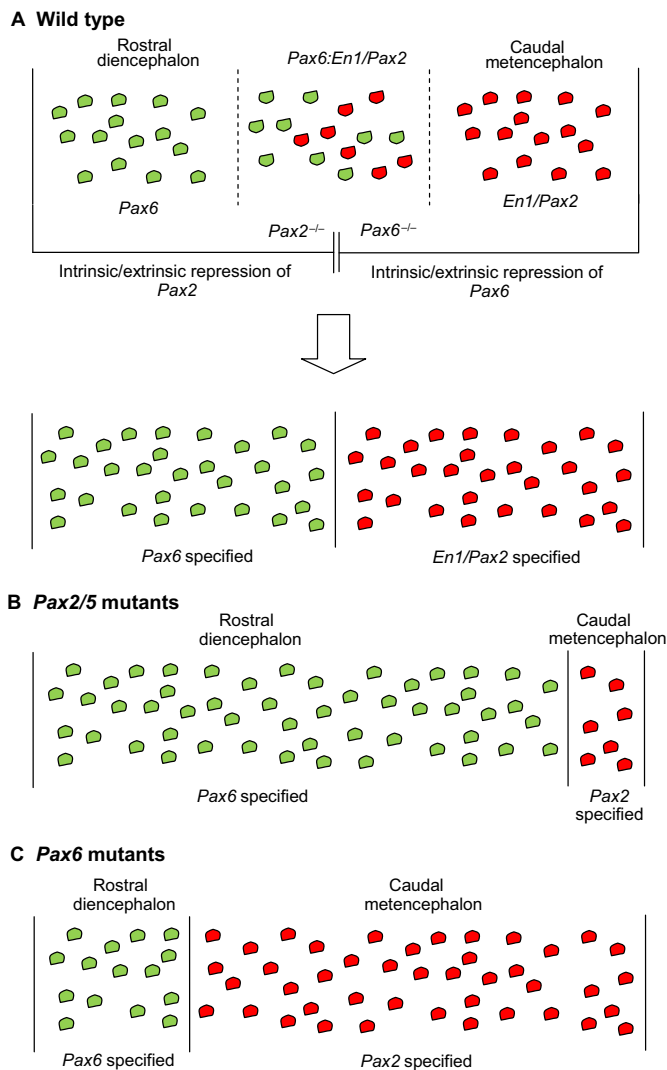 A Wild type
Rostral
diencephalon
Pax6:En1/Pax2
Caudal
metencephalon
Pax6
En1/Pax2
Pax2–/–
Pax6–/–
Intrinsic/extrinsic repression of
Pax2
Intrinsic/extrinsic repression of
Pax6
Pax6 specified
En1/Pax2 specified
B Pax2/5 mutants
Rostral
diencephalon
Caudal
metencephalon
Pax6 specified
Pax2
specified
C Pax6 mutants
Rostral
diencephalon
Caudal
metencephalon
Pax6 specified
Pax2 specified